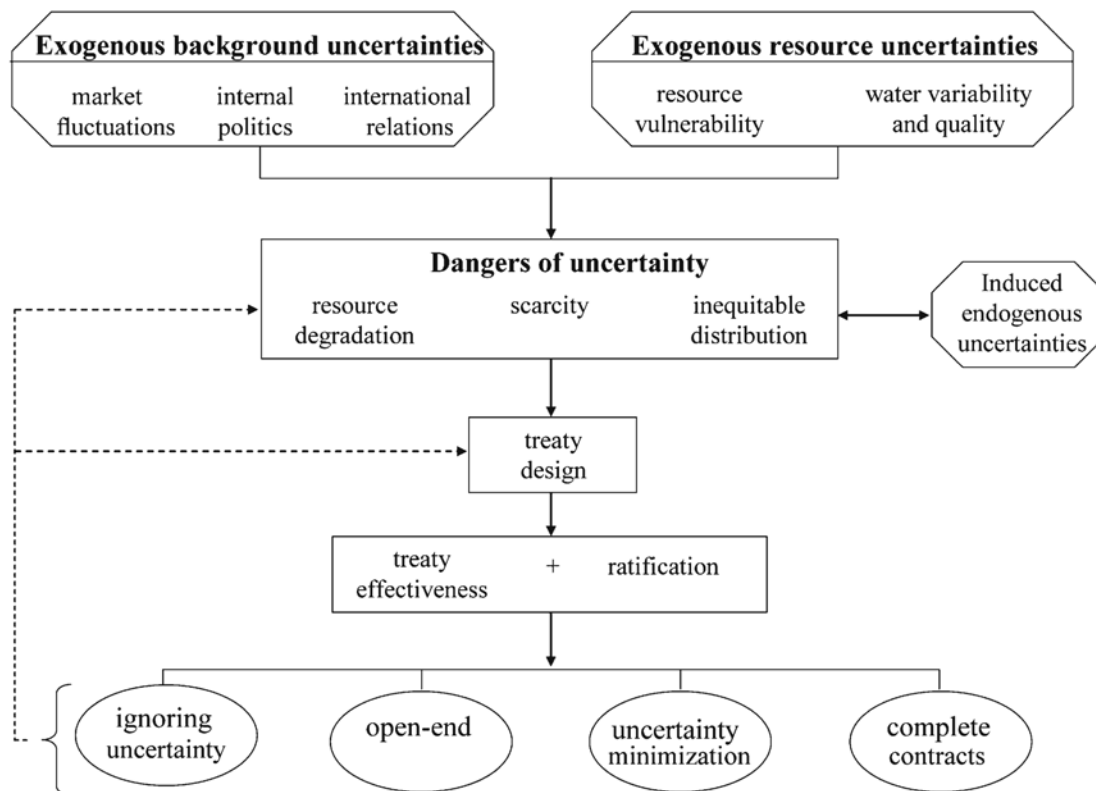 Exogenous background uncertainties
market internal international
fluctuations politics relations
Exogenous resource uncertainties
resource water variability
vulnerability and quality
Dangers of uncertainty
resource scarcity inequitable
degradation distribution
Induced
endogenous
uncertainties
treaty
design
treaty + ratification
effectiveness
ignoring
uncertainty
open-end
uncertainty
minimization
complete
contracts